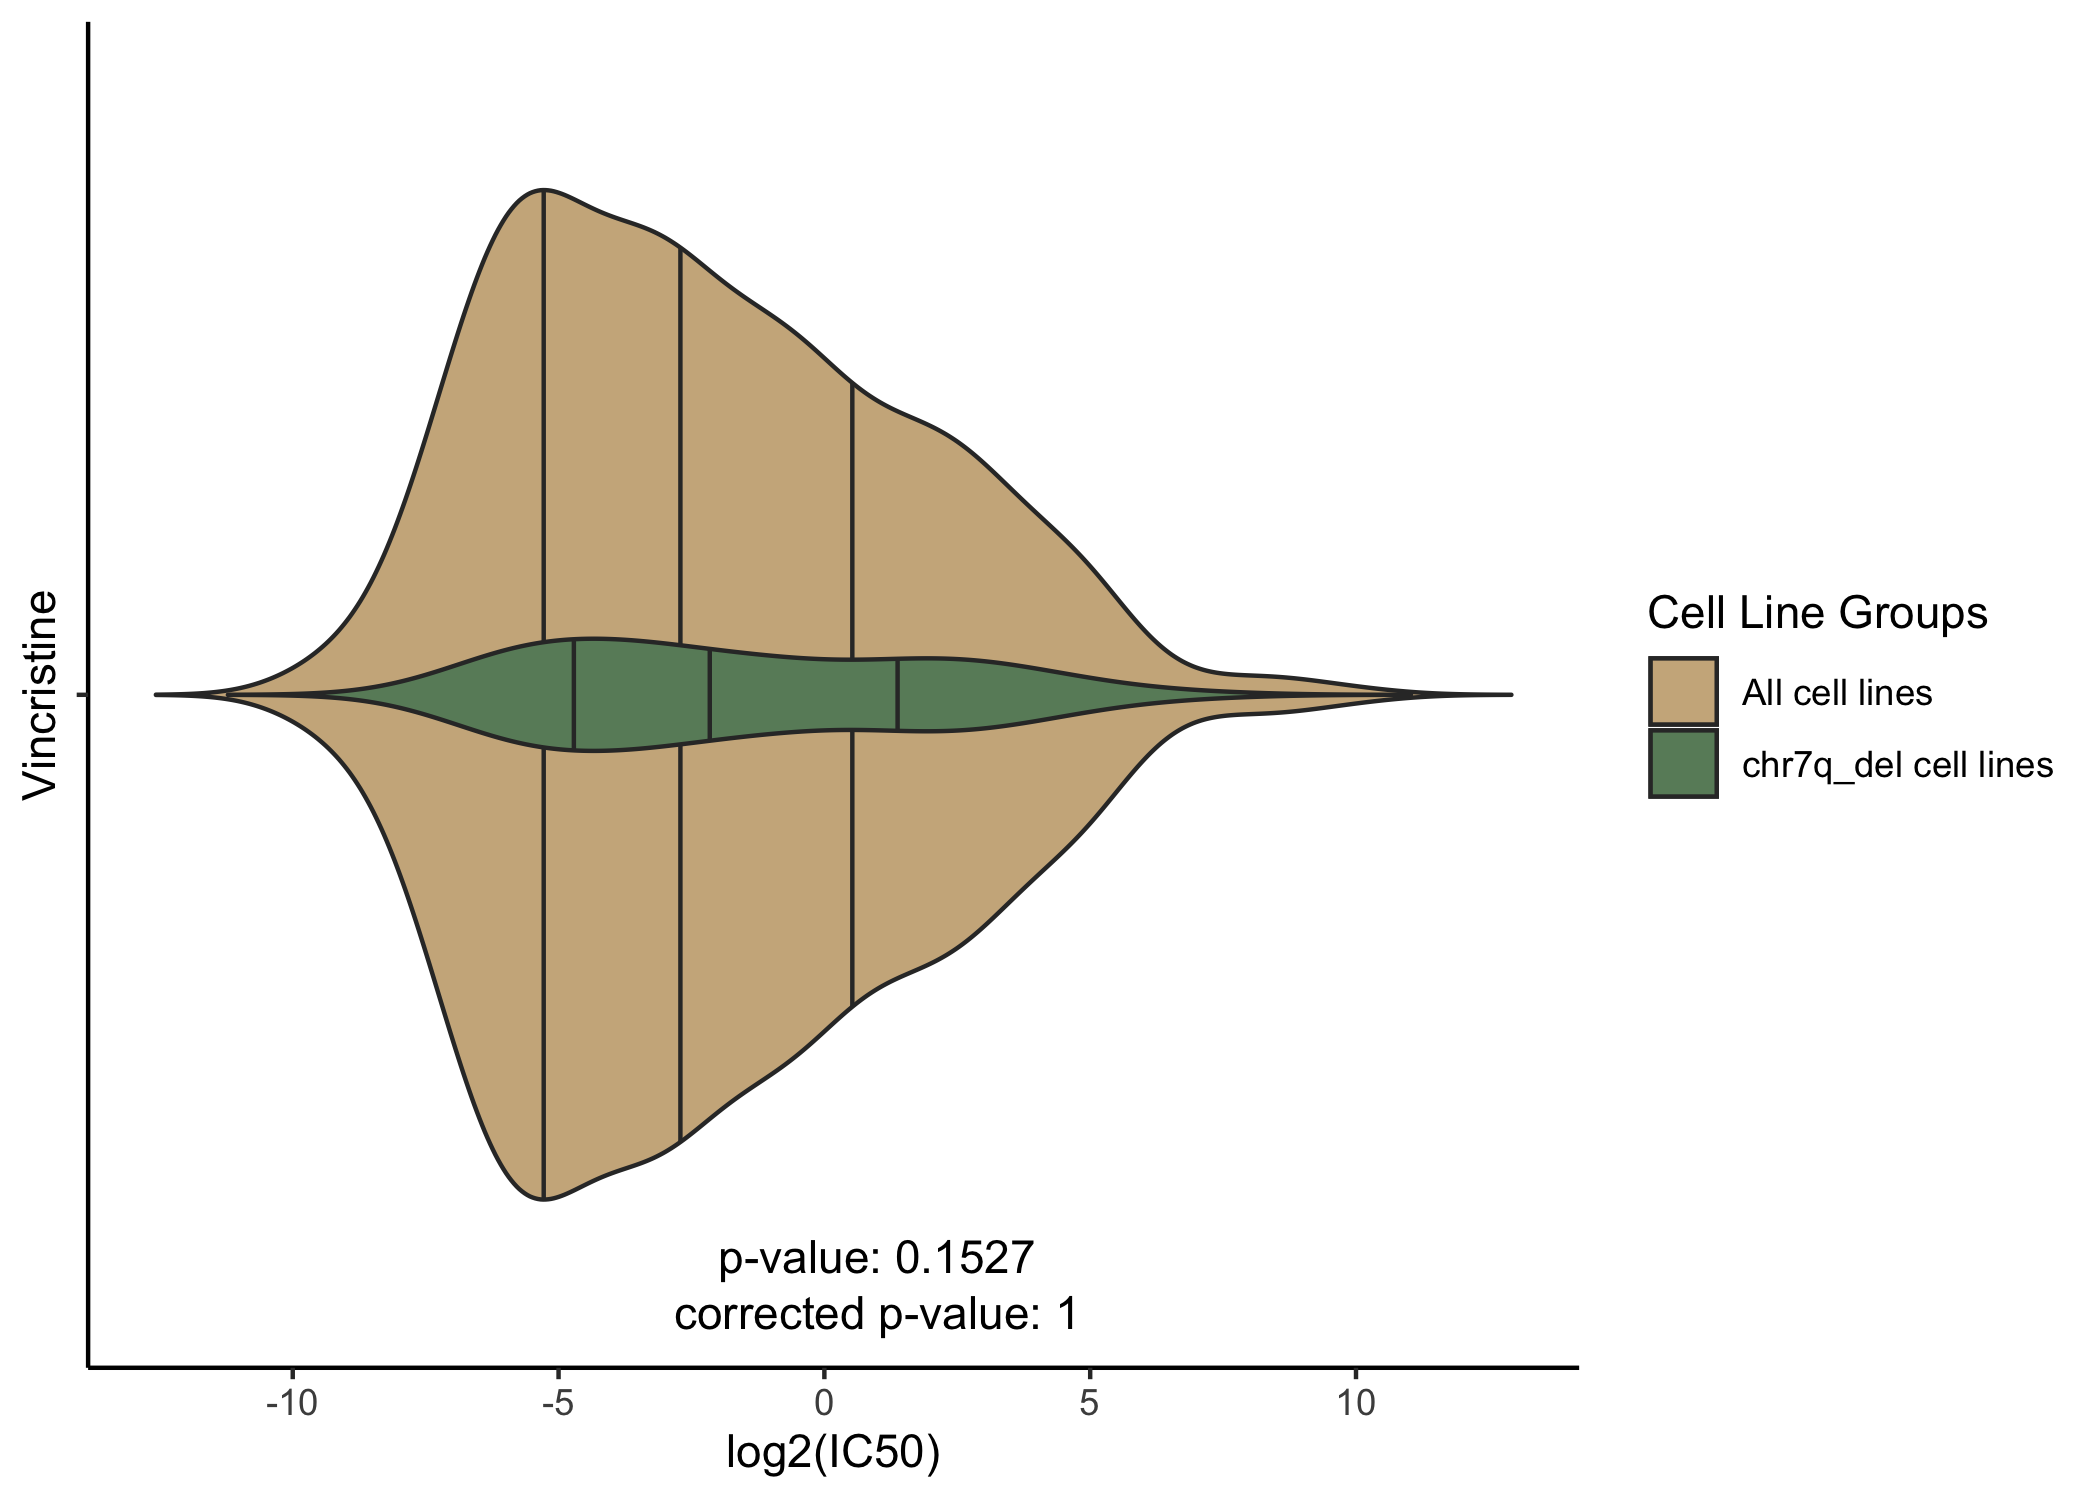 Vincristine
p-value: 0.1527
corrected p-value: 1
-10 -5 0 5 10
log2(IC50)
Cell Line Groups
All cell lines
chr7q_del cell lines